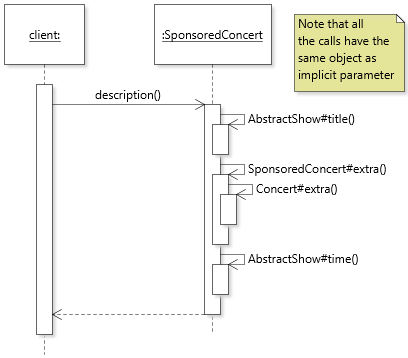 client:
:SponsoredConcert
Note that all
the calls have the
same object as
implicit parameter
description()
AbstractShow#title()
SponsoredConcert#extra()
Concert#extra()
AbstractShow#time()